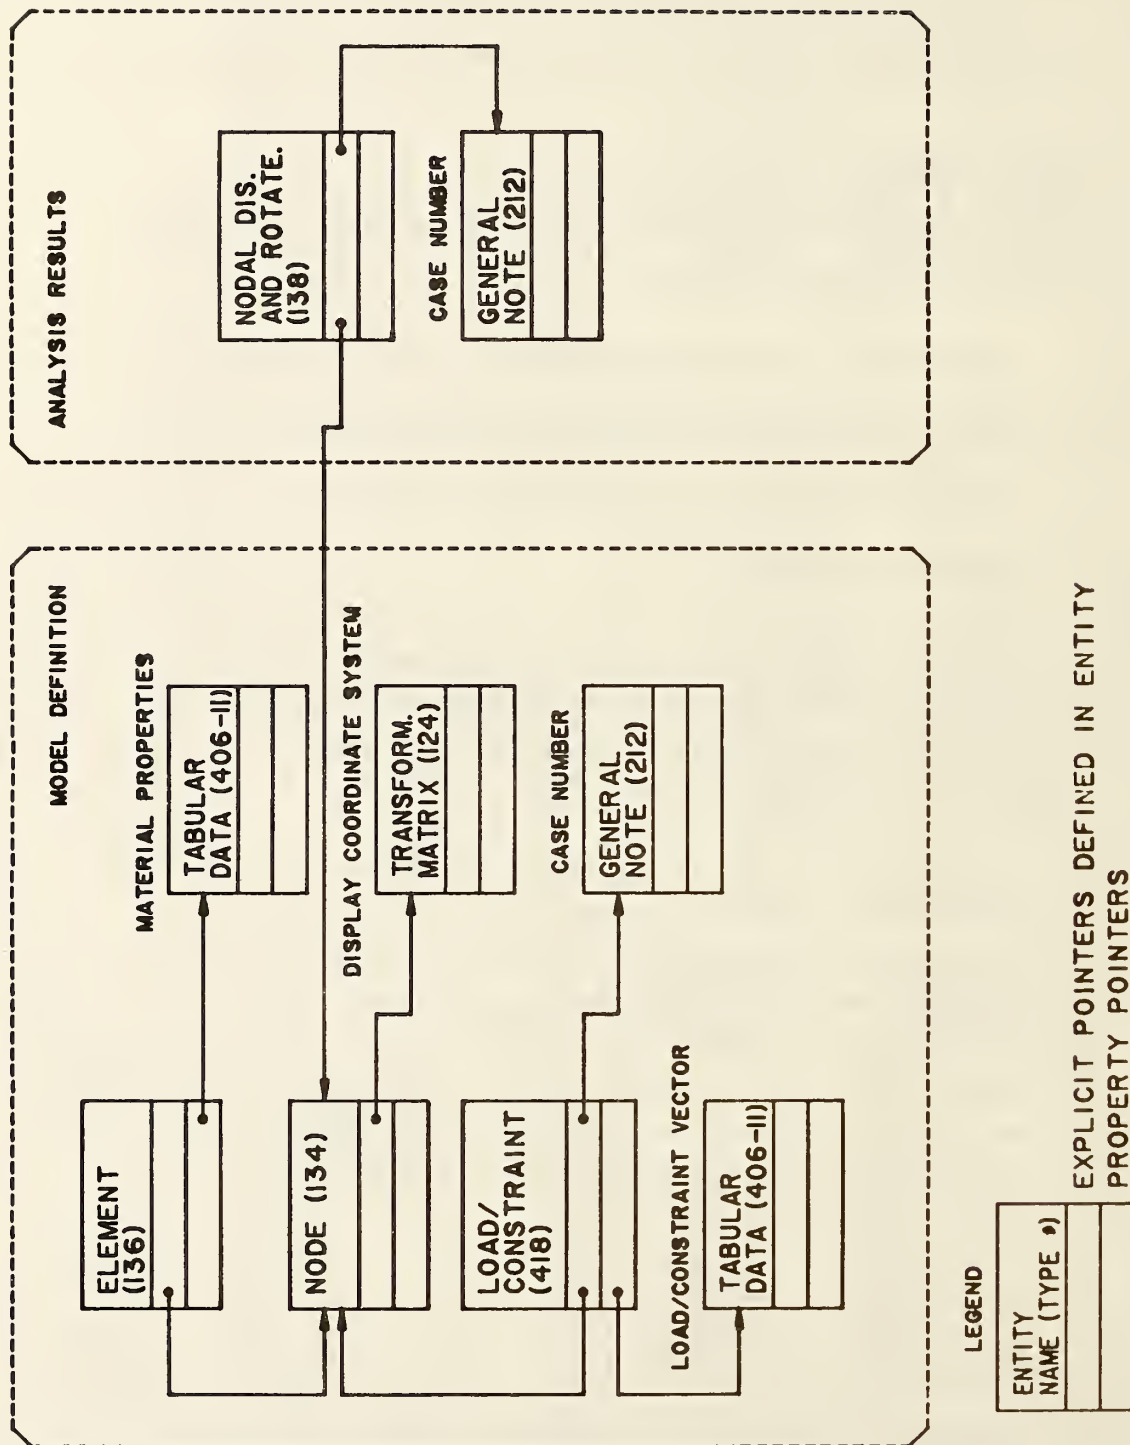 MODEL DEFINITION
ELEMENT
(136)
MATERIAL PROPERTIES
TABULAR
DATA (406-11)
NODE (134)
DISPLAY COORDINATE SYSTEM
TRANSFORM.
MATRIX (124)
LOAD/
CONSTRAINT
(418)
CASE NUMBER
GENERAL
NOTE (212)
LOAD/CONSTRAINT VECTOR
TABULAR
DATA (406-11)
ANALYSIS RESULTS
NODAL DIS.
AND ROTATE.
(138)
CASE NUMBER
GENERAL
NOTE (212)
LEGEND
ENTITY
NAME (TYPE #)
EXPLICIT POINTERS DEFINED IN ENTITY
PROPERTY POINTERS